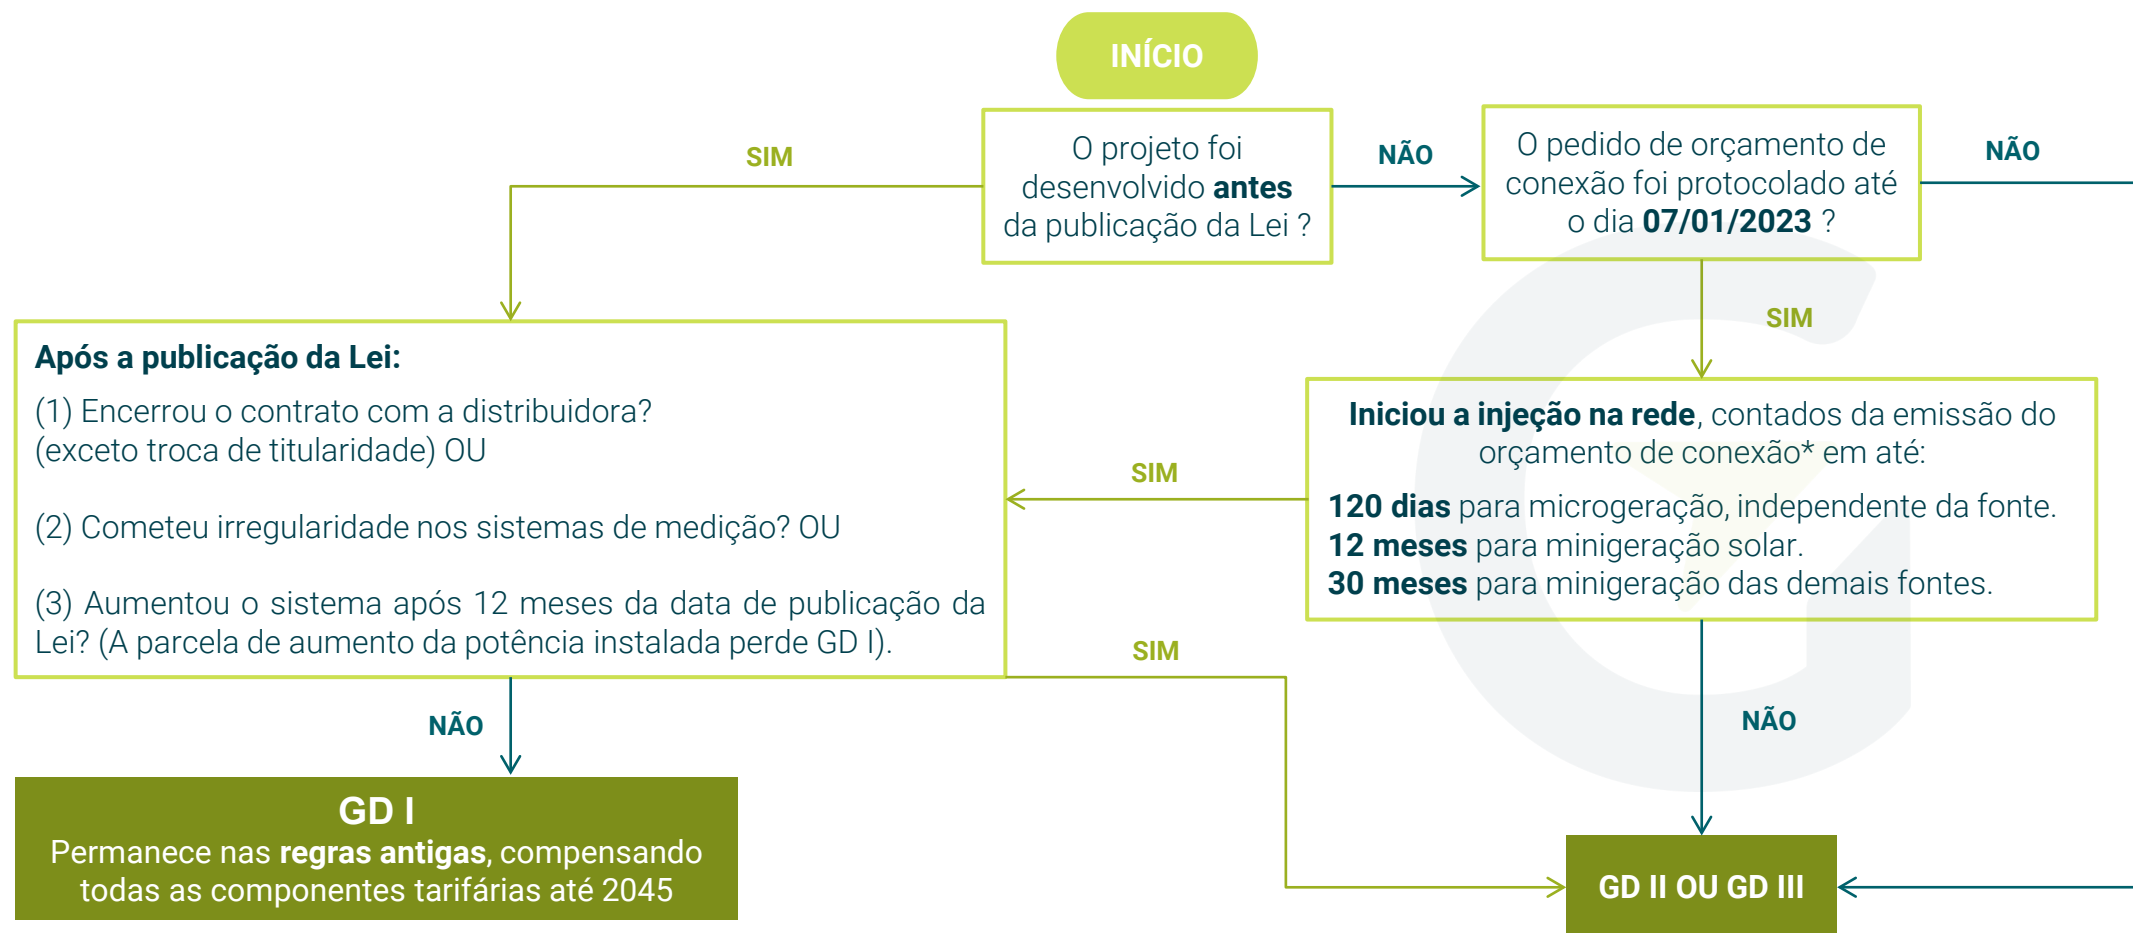 INÍCIO
O projeto foi
desenvolvido antes
da publicação da Lei ?
SIM
NÃO
O pedido de orçamento de
conexão foi protocolado até
o dia 07/01/2023 ?
NÃO
SIM
Após a publicação da Lei:
(1) Encerrou o contrato com a distribuidora?
(exceto troca de titularidade) OU
(2) Cometeu irregularidade nos sistemas de medição? OU
(3) Aumentou o sistema após 12 meses da data de publicação da
Lei? (A parcela de aumento da potência instalada perde GD I).
SIM
Iniciou a injeção na rede, contados da emissão do
orçamento de conexão* em até:
120 dias para microgeração, independente da fonte.
12 meses para minigeração solar.
30 meses para minigeração das demais fontes.
SIM
NÃO
NÃO
GD I
Permanece nas regras antigas, compensando
todas as componentes tarifárias até 2045
GD II OU GD III